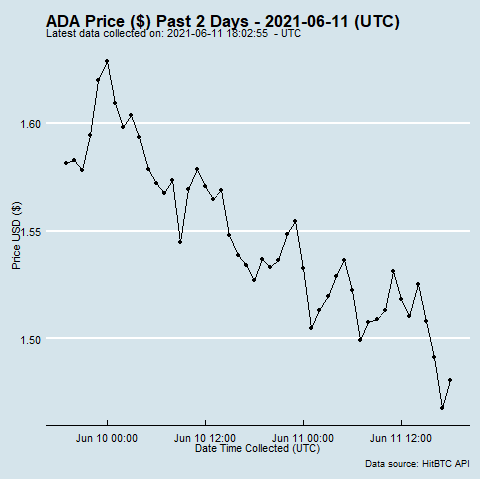 ADA Price ($) Past 2 Days - 2021-06-11 (UTC)
Latest data collected on: 2021-06-11 18:02:55 - UTC
1.60
1.55
1.50
Price USD ($)
Jun 10 00:00 Jun 10 12:00 Jun 11 00:00 Jun 11 12:00
Date Time Collected (UTC)
Data source: HitBTC API